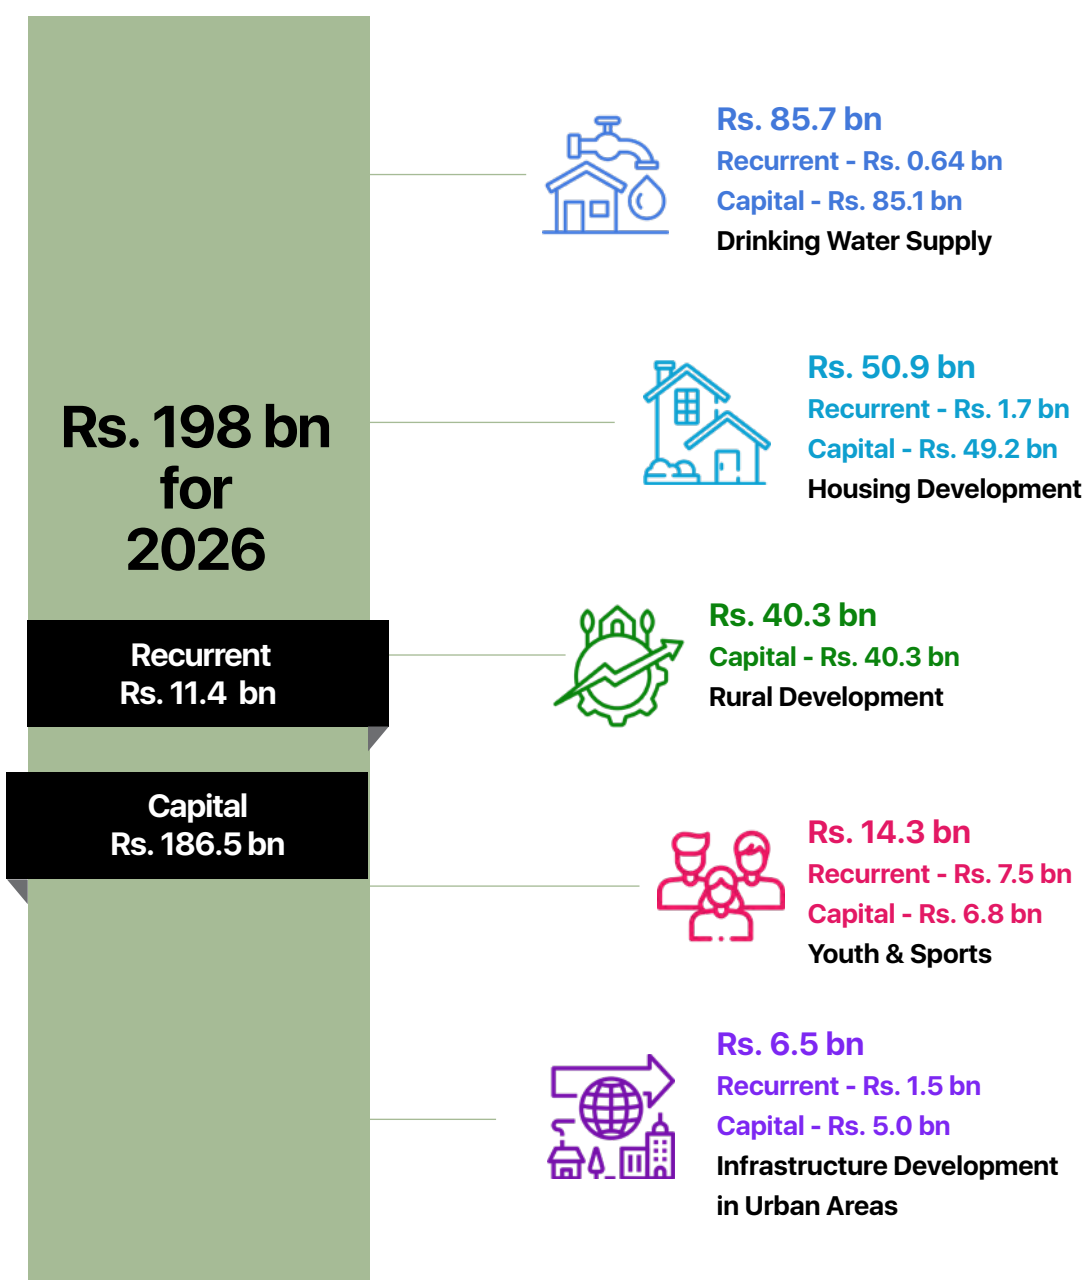 Rs. 198 bn
for
2026
Recurrent
Rs. 11.4 bn
Capital
Rs. 186.5 bn
Rs. 85.7 bn
Recurrent - Rs. 0.64 bn
Capital - Rs. 85.1 bn
Drinking Water Supply
Rs. 50.9 bn
Recurrent - Rs. 1.7 bn
Capital - Rs. 49.2 bn
Housing Development
Rs. 40.3 bn
Capital - Rs. 40.3 bn
Rural Development
Rs. 14.3 bn
Recurrent - Rs. 7.5 bn
Capital - Rs. 6.8 bn
Youth & Sports
Rs. 6.5 bn
Recurrent - Rs. 1.5 bn
Capital - Rs. 5.0 bn
Infrastructure Development
in Urban Areas